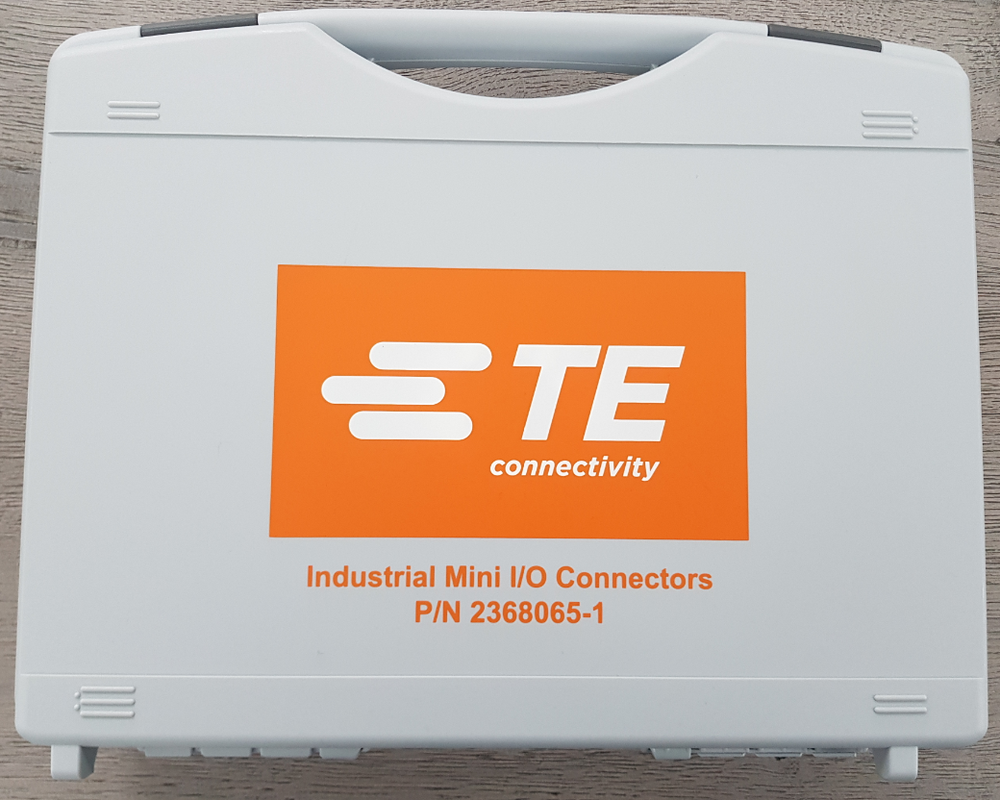 TE
connectivity
Industrial Mini I/O Connectors
P/N 2368065-1